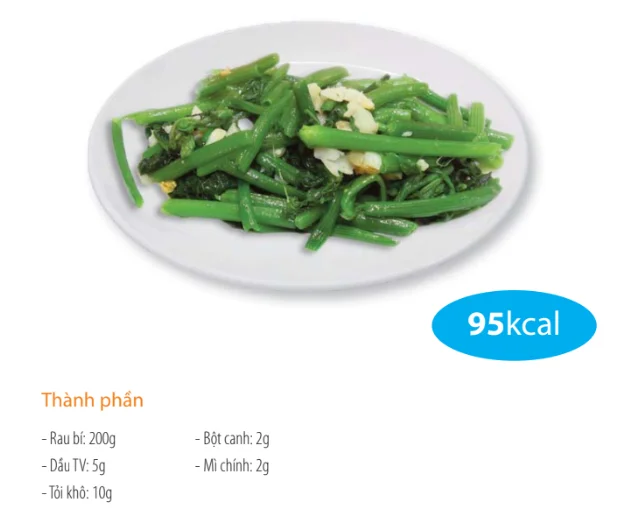 95kcal
Thành phần
- Rau bí: 200g
- Dầu TV: 5g
- Tỏi khô: 10g
- Bột canh: 2g
- Mì chính: 2g